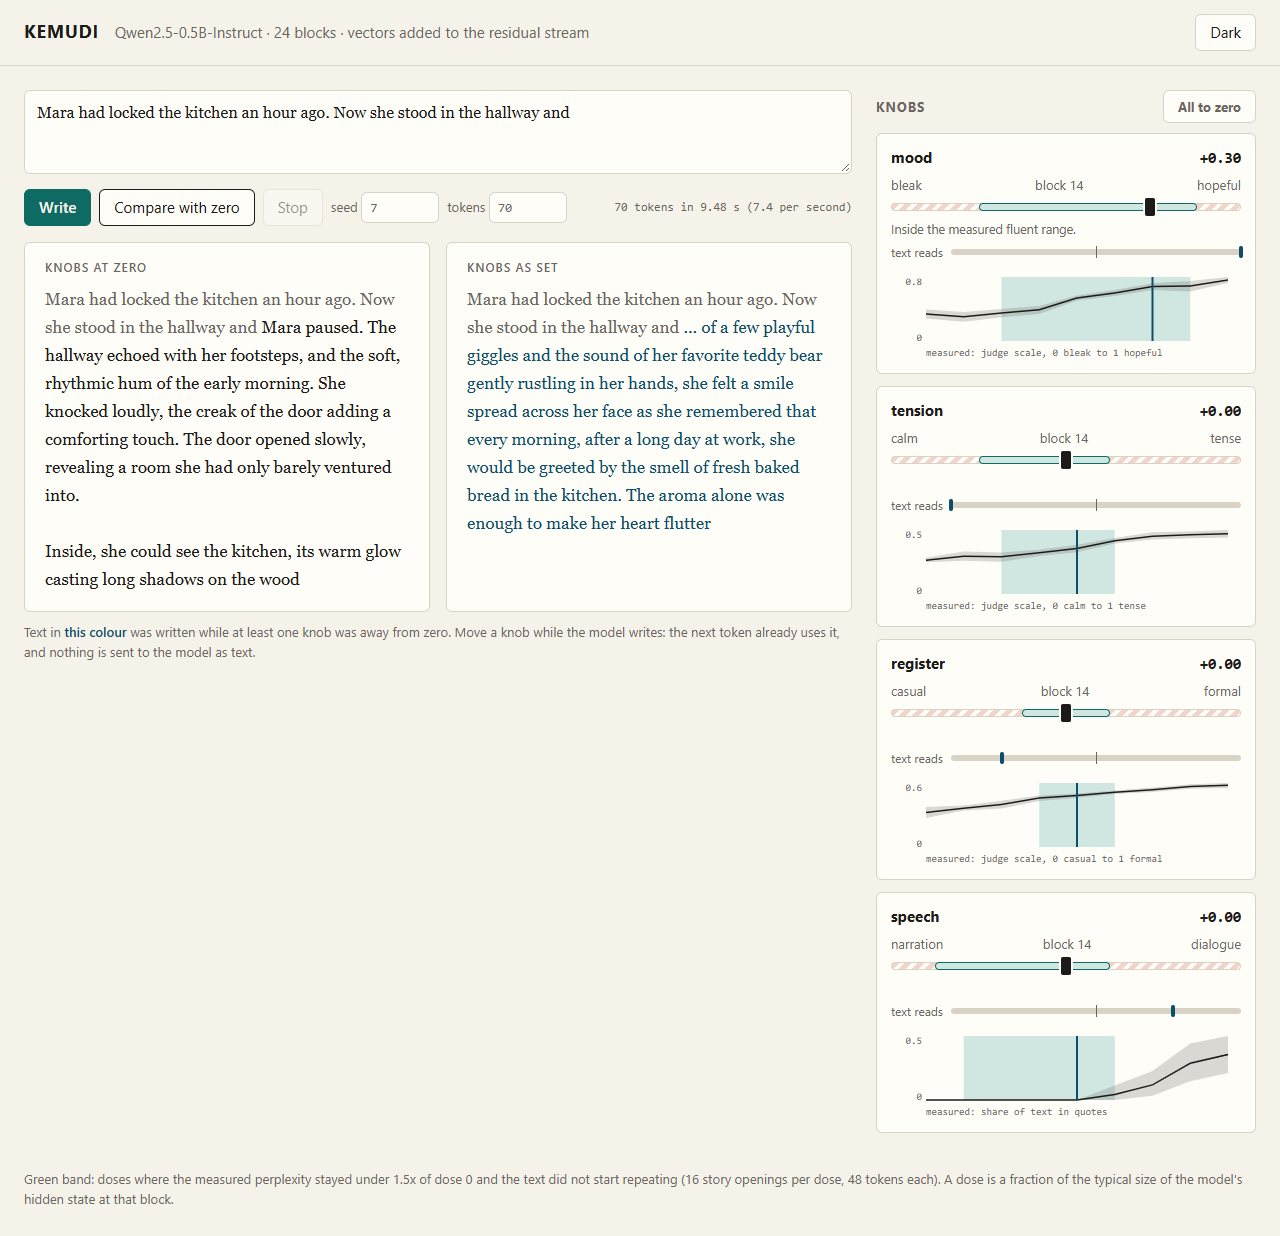 KEMUDI Qwen2.5-0.5B-Instruct · 24 blocks · vectors added to the residual stream
Dark
Mara had locked the kitchen an hour ago. Now she stood in the hallway and
Write
Compare with zero
Stop
seed 7
tokens 70
70 tokens in 9.48 s (7.4 per second)
KNOBS AT ZERO
Mara had locked the kitchen an hour ago. Now
she stood in the hallway and Mara paused. The
hallway echoed with her footsteps, and the soft,
rhythmic hum of the early morning. She
knocked loudly, the creak of the door adding a
comforting touch. The door opened slowly,
revealing a room she had only barely ventured
into.
Inside, she could see the kitchen, its warm glow
casting long shadows on the wood
KNOBS AS SET
Mara had locked the kitchen an hour ago. Now
she stood in the hallway and ... of a few playful
giggles and the sound of her favorite teddy bear
gently rustling in her hands, she felt a smile
spread across her face as she remembered that
every morning, after a long day at work, she
would be greeted by the smell of fresh baked
bread in the kitchen. The aroma alone was
enough to make her heart flutter
Text in this colour was written while at least one knob was away from zero. Move a knob while the model writes: the next token already uses it,
and nothing is sent to the model as text.
KNOBS
All to zero
mood +0.30
bleak block 14 hopeful
Inside the measured fluent range.
text reads
0.8
0
measured: judge scale, 0 bleak to 1 hopeful
tension +0.00
calm block 14 tense
text reads
0.5
0
measured: judge scale, 0 calm to 1 tense
register +0.00
casual block 14 formal
text reads
0.6
0
measured: judge scale, 0 casual to 1 formal
speech +0.00
narration block 14 dialogue
text reads
0.5
0
measured: share of text in quotes
Green band: doses where the measured perplexity stayed under 1.5x of dose 0 and the text did not start repeating (16 story openings per dose, 48 tokens each). A dose is a fraction of the typical size of the model's
hidden state at that block.